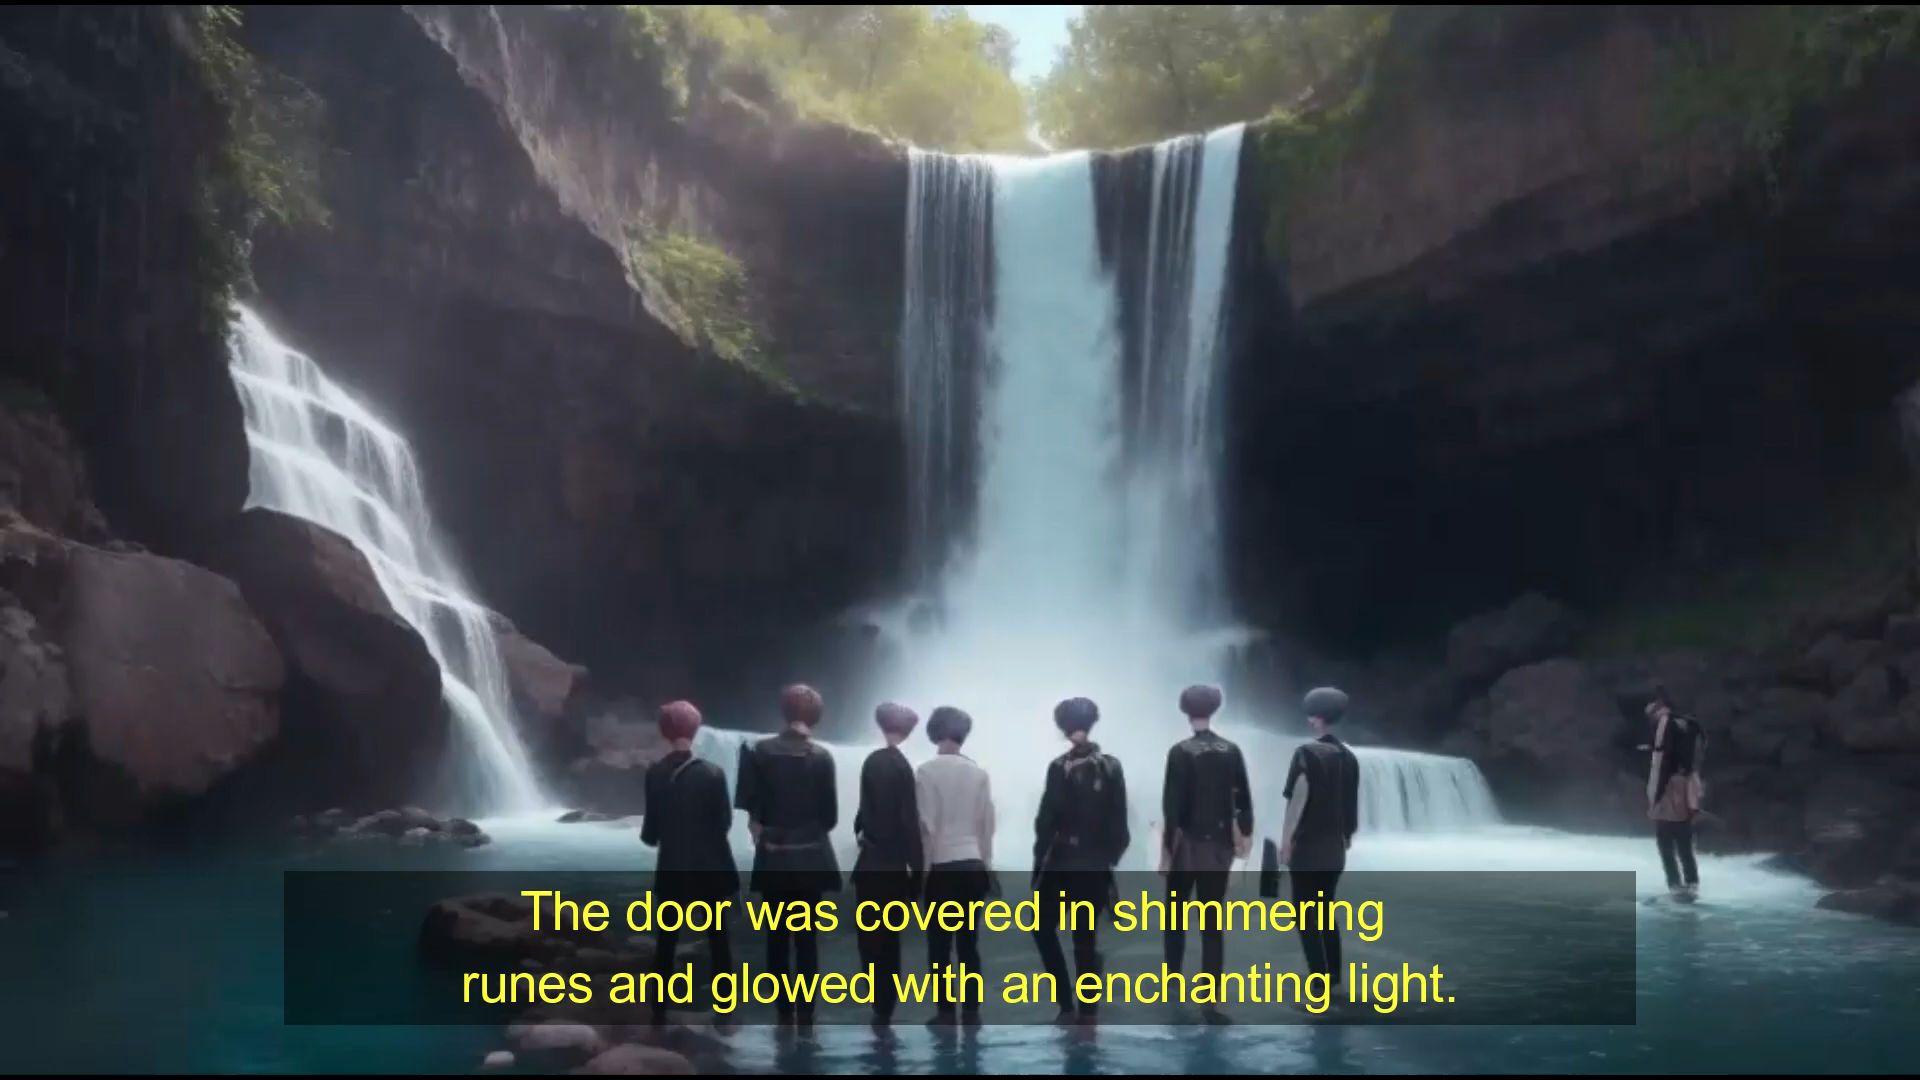 The door was covered in shimmering
runes and glowed with an enchanting light.